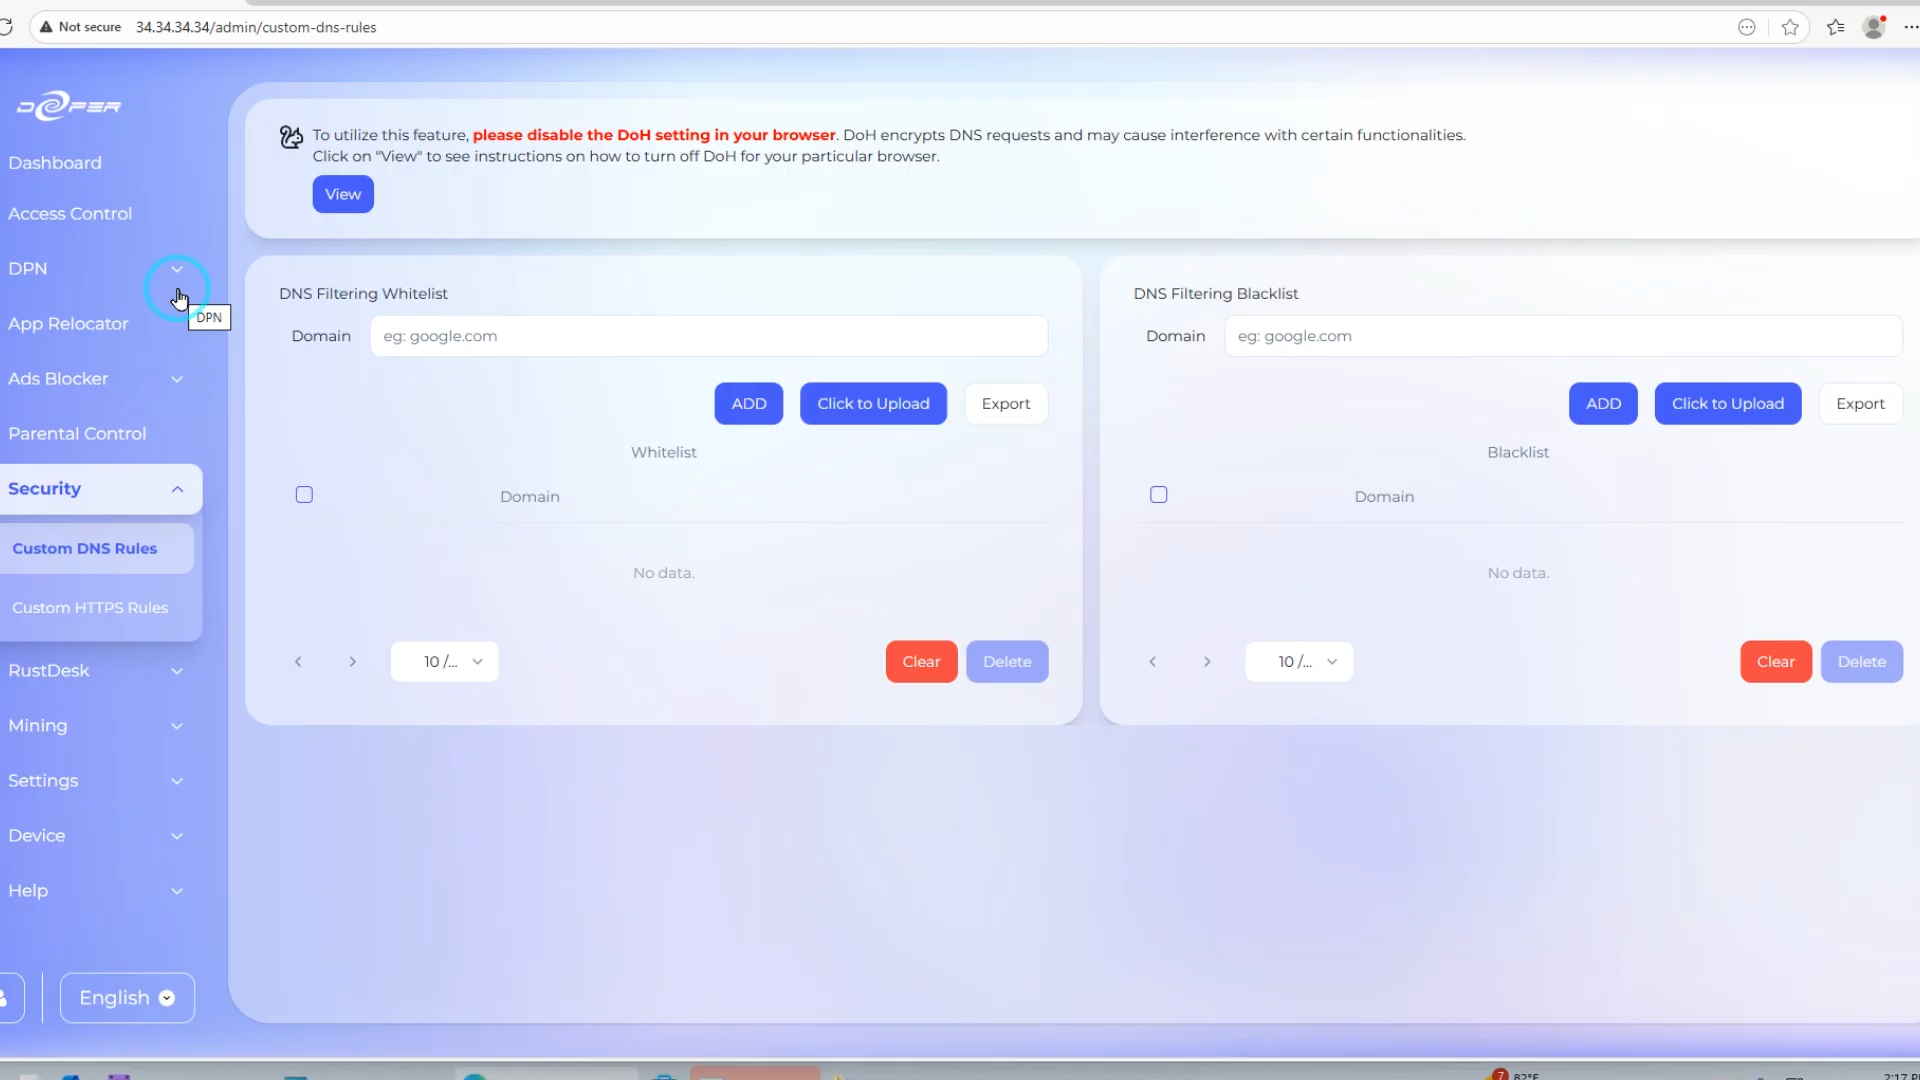 Not secure 34.34.34.34/admin/custom-dns-rules
DEEPER
Dashboard
Access Control
DPN
DPN
App Relocator
Ads Blocker
Parental Control
Security
Custom DNS Rules
Custom HTTPS Rules
RustDesk
Mining
Settings
Device
Help
English
To utilize this feature, please disable the DoH setting in your browser. DoH encrypts DNS requests and may cause interference with certain functionalities.
Click on "View" to see instructions on how to turn off DoH for your particular browser.
View
DNS Filtering Whitelist
Domain eg: google.com
ADD Click to Upload Export
Whitelist
Domain
No data.
10 /... Clear Delete
DNS Filtering Blacklist
Domain eg: google.com
ADD Click to Upload Export
Blacklist
Domain
No data.
10 /... Clear Delete
7 82°F
2:17 P